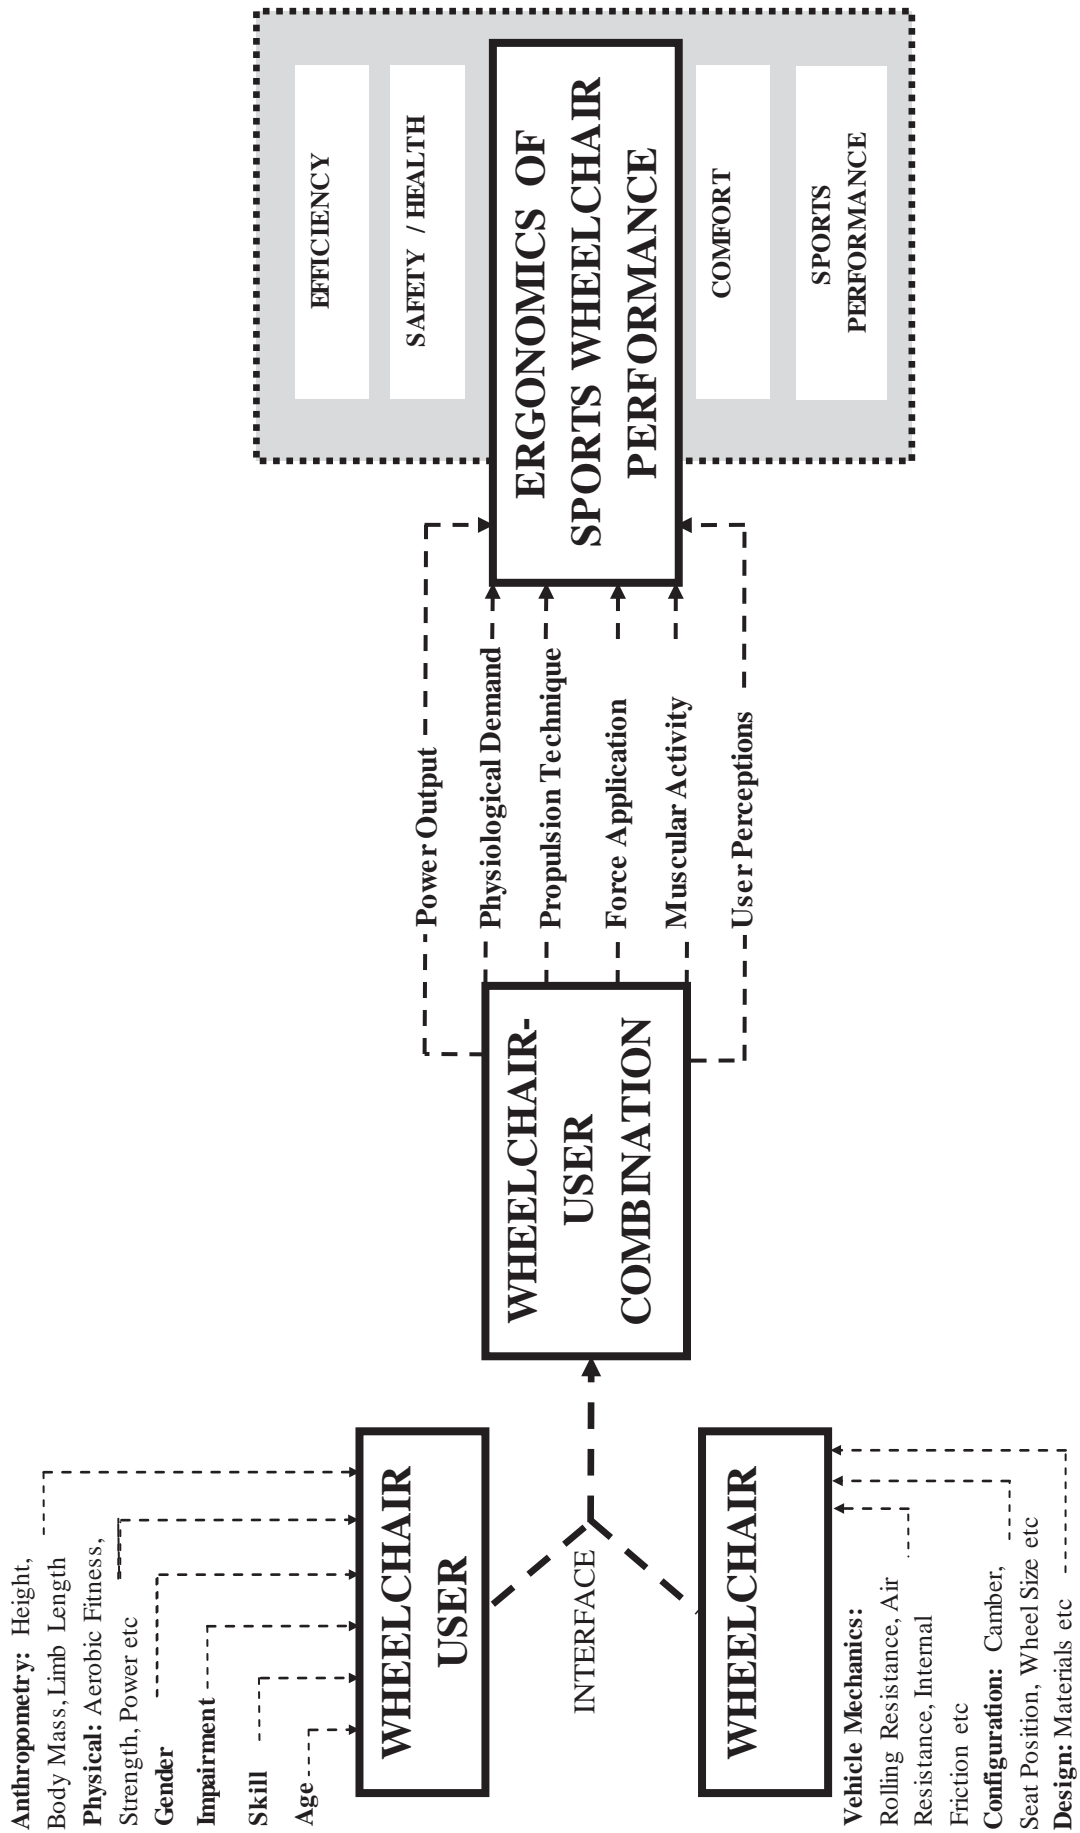 Anthropometry: Height,
Body Mass, Limb Length
Physical: Aerobic Fitness,
Strength, Power etc
Gender
Impairment
Skill
Age
WHEELCHAIR
USER
INTERFACE
WHEELCHAIR
Vehicle Mechanics:
Rolling Resistance, Air
Resistance, Internal
Friction etc
Configuration: Camber,
Seat Position, Wheel Size etc
Design: Materials etc
WHEELCHAIR-
USER
COMBINATION
Power Output
Physiological Demand
Propulsion Technique
Force Application
Muscular Activity
User Perceptions
EFFICIENCY
SAFETY / HEALTH
ERGONOMICS OF
SPORTS WHEELCHAIR
PERFORMANCE
COMFORT
SPORTS
PERFORMANCE